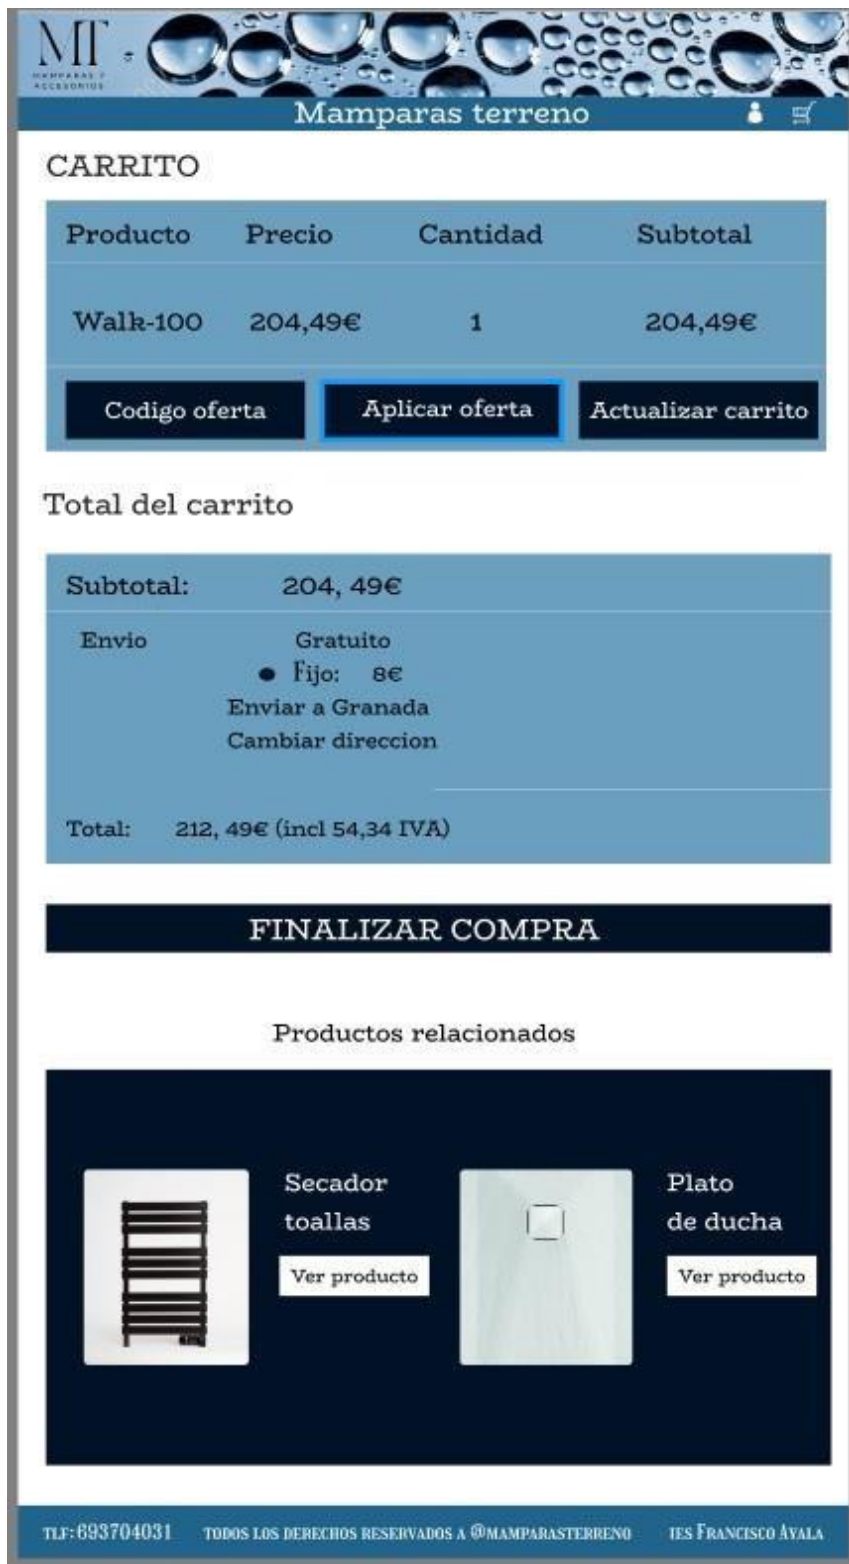 MT
MAMPARAS Y
ACCESORIOS
Mamparas terreno
CARRITO
Producto Precio Cantidad Subtotal
Walk-100 204,49€ 1 204,49€
Codigo oferta Aplicar oferta Actualizar carrito
Total del carrito
Subtotal: 204, 49€
Envio Gratuito
Fijo: 8€
Enviar a Granada
Cambiar direccion
Total: 212, 49€ (incl 54,34 IVA)
FINALIZAR COMPRA
Productos relacionados
Secador
toallas
Ver producto
Plato
de ducha
Ver producto
TLF: 693704031 TODOS LOS DERECHOS RESERVADOS A @MAMPARASTERRENO IES FRANCISCO AYALA